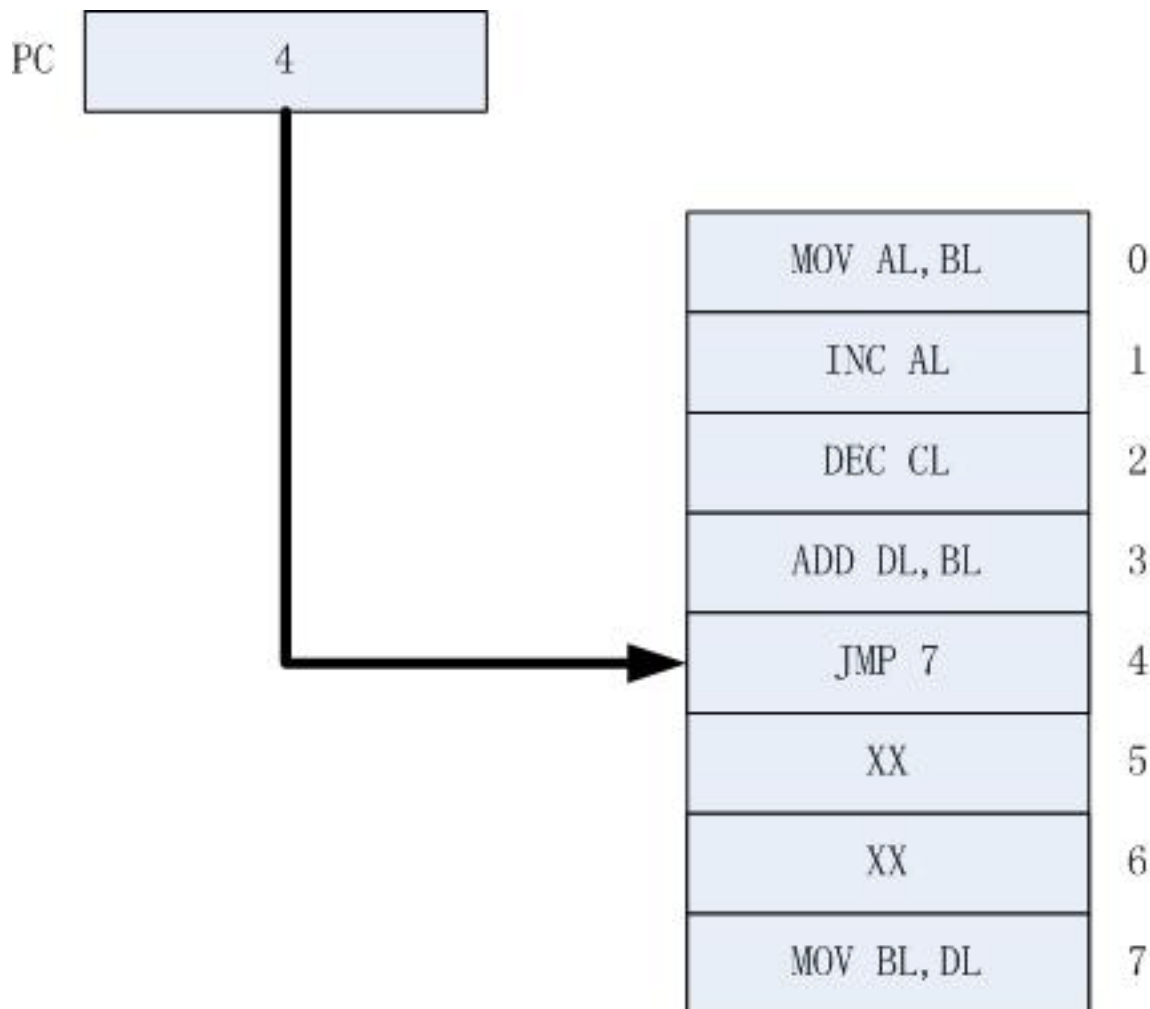 PC 4
MOV AL,BL 0
INC AL 1
DEC CL 2
ADD DL,BL 3
JMP 7 4
XX 5
XX 6
MOV BL,DL 7